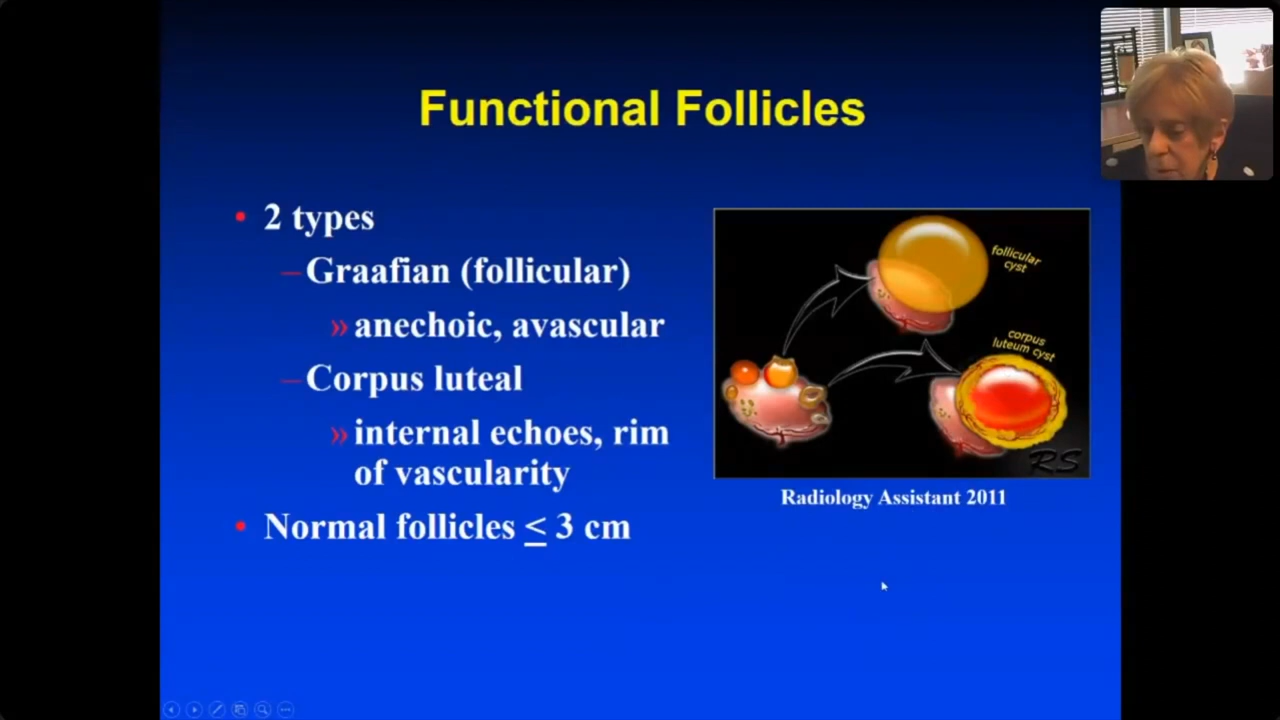 Functional Follicles
• 2 types
– Graafian (follicular)
» anechoic, avascular
– Corpus luteal
» internal echoes, rim
of vascularity
• Normal follicles ≤ 3 cm
follicular
cyst
corpus
luteum cyst
RS
Radiology Assistant 2011